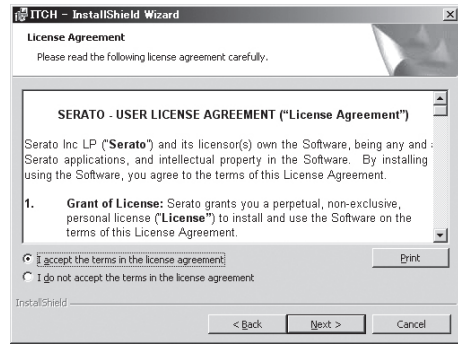 ITCH - InstallShield Wizard
License Agreement
Please read the following license agreement carefully.
SERATO - USER LICENSE AGREEMENT ("License Agreement")
Serato Inc LP ("Serato") and its licensor(s) own the Software, being any and
Serato applications, and intellectual property in the Software. By installing
using the Software, you agree to the terms of this License Agreement.
1. Grant of License: Serato grants you a perpetual, non-exclusive,
personal license ("License") to install and use the Software on the
terms of this License Agreement.
I accept the terms in the license agreement
Print
I do not accept the terms in the license agreement
InstallShield
< Back
Next >
Cancel